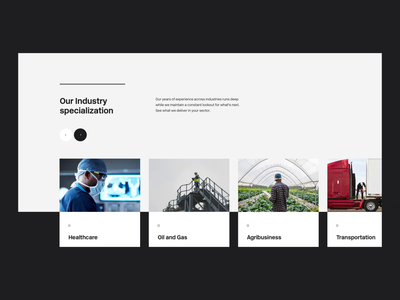 Our Industry
specialization
Our years of experience across industries runs deep
while we maintain a constant lookout for what's next.
See what we deliver in your sector
Healthcare
Oil and Gas
Agribusiness
Transportation